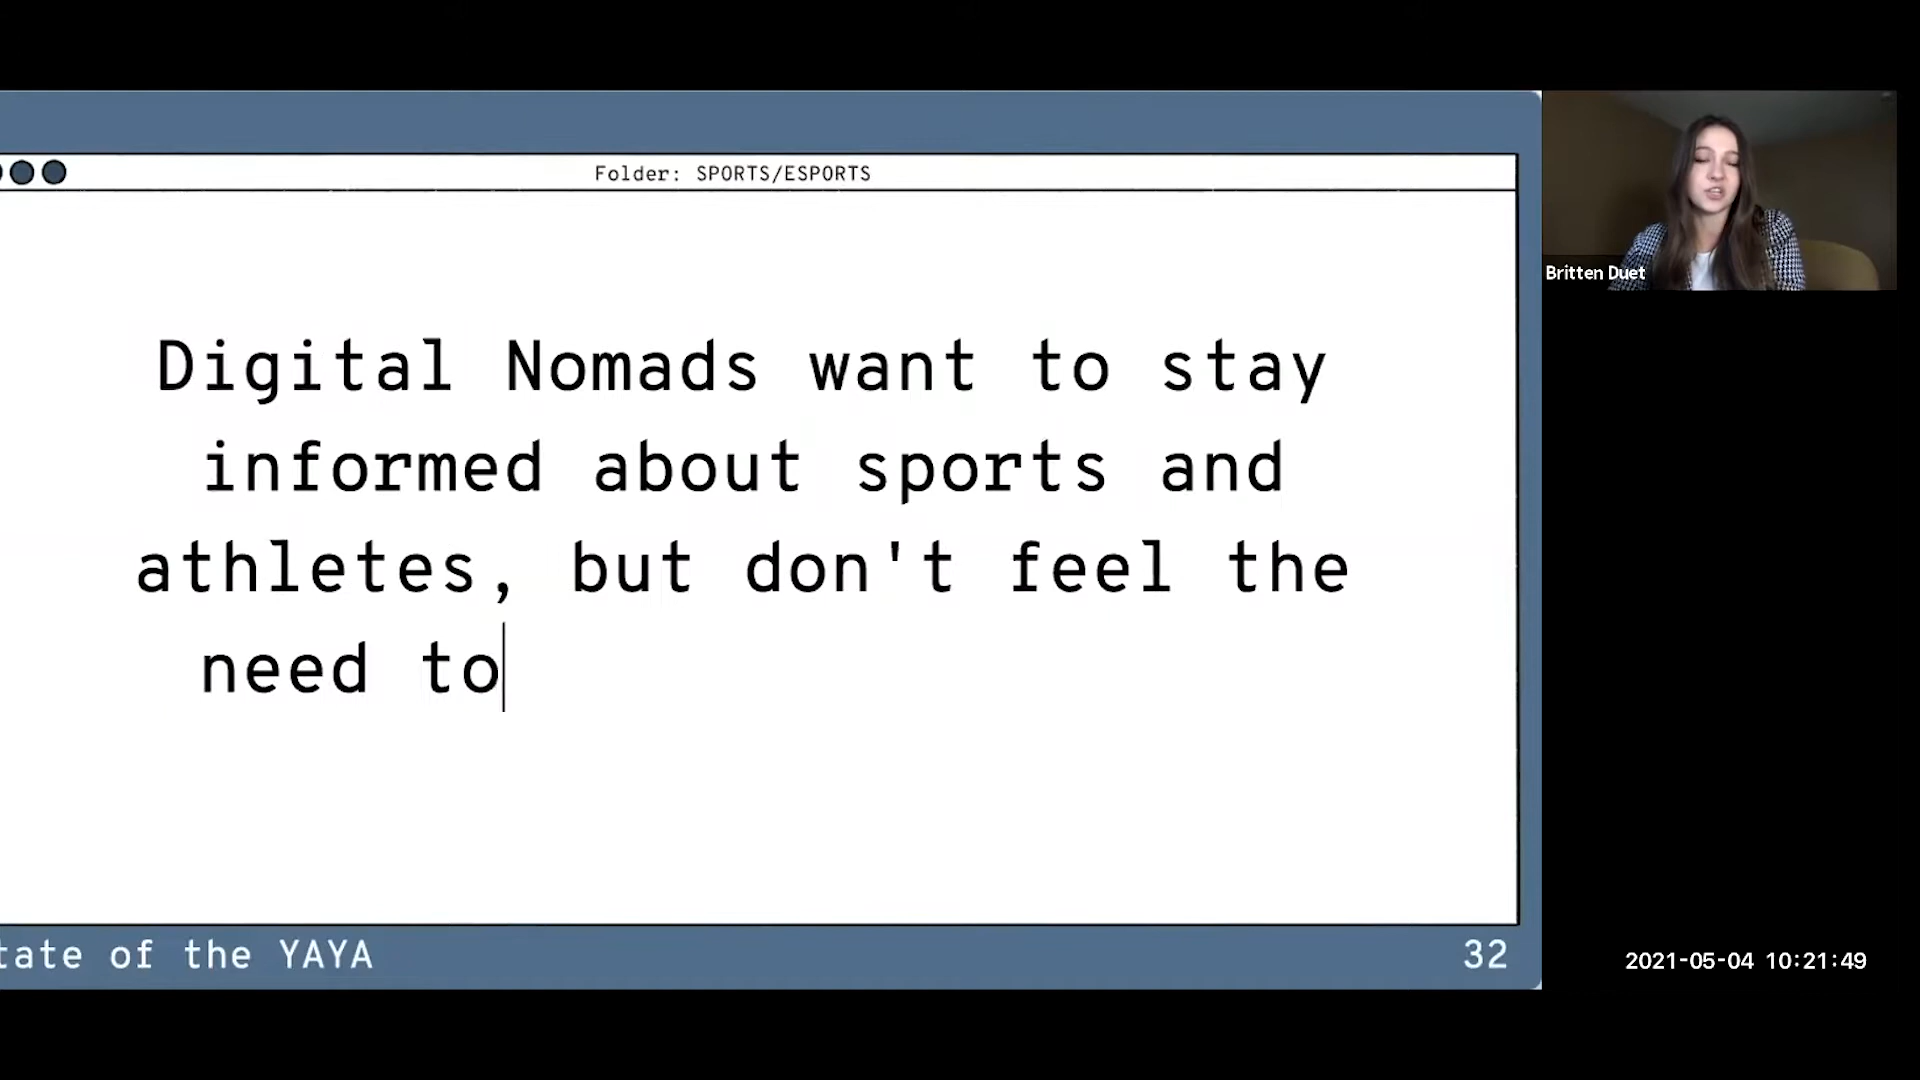 Folder: SPORTS/ESPORTS
Digital Nomads want to stay
informed about sports and
athletes, but don't feel the
need to
tate of the YAYA
32
Britten Duet
2021-05-04 10:21:49